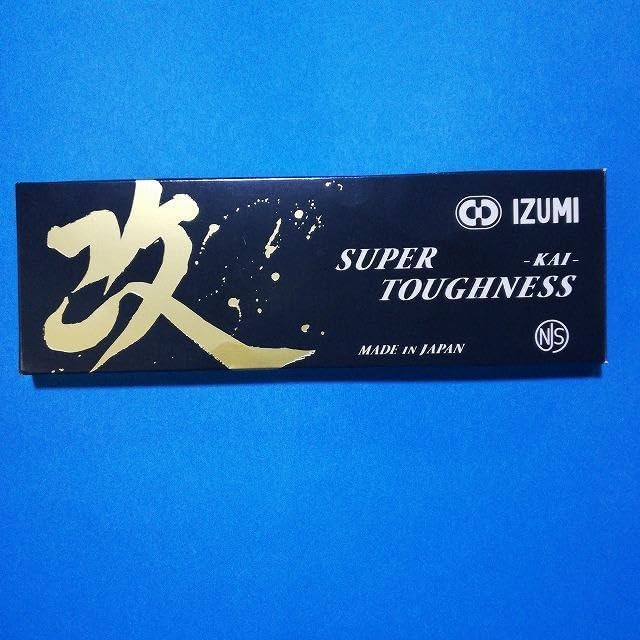 改
IZUMI
SUPER -KAI-
TOUGHNESS
MADE IN JAPAN
NJS